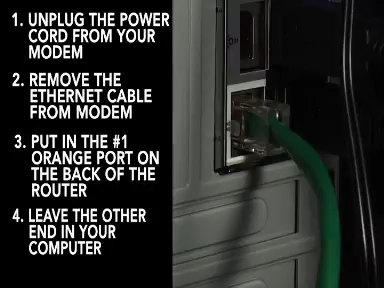 1. UNPLUG THE POWER
CORD FROM YOUR
MODEM
2. REMOVE THE
ETHERNET CABLE
FROM MODEM
3. PUT IN THE #1
ORANGE PORT ON
THE BACK OF THE
ROUTER
4. LEAVE THE OTHER
END IN YOUR
COMPUTER